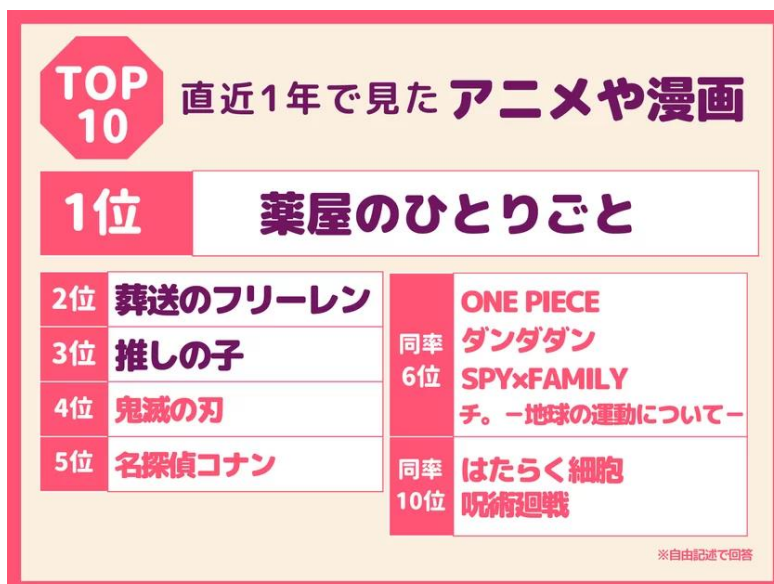 TOP
10
直近1年で見た アニメや漫画
1位 薬屋のひとりごと
2位 葬送のフリーレン
3位 推しの子
4位 鬼滅の刃
5位 名探偵コナン
同率
6位
ONE PIECE
ダンダダン
SPY×FAMILY
チ。ー地球の運動についてー
同率
10位
はたらく細胞
呪術廻戦
※自由記述で回答